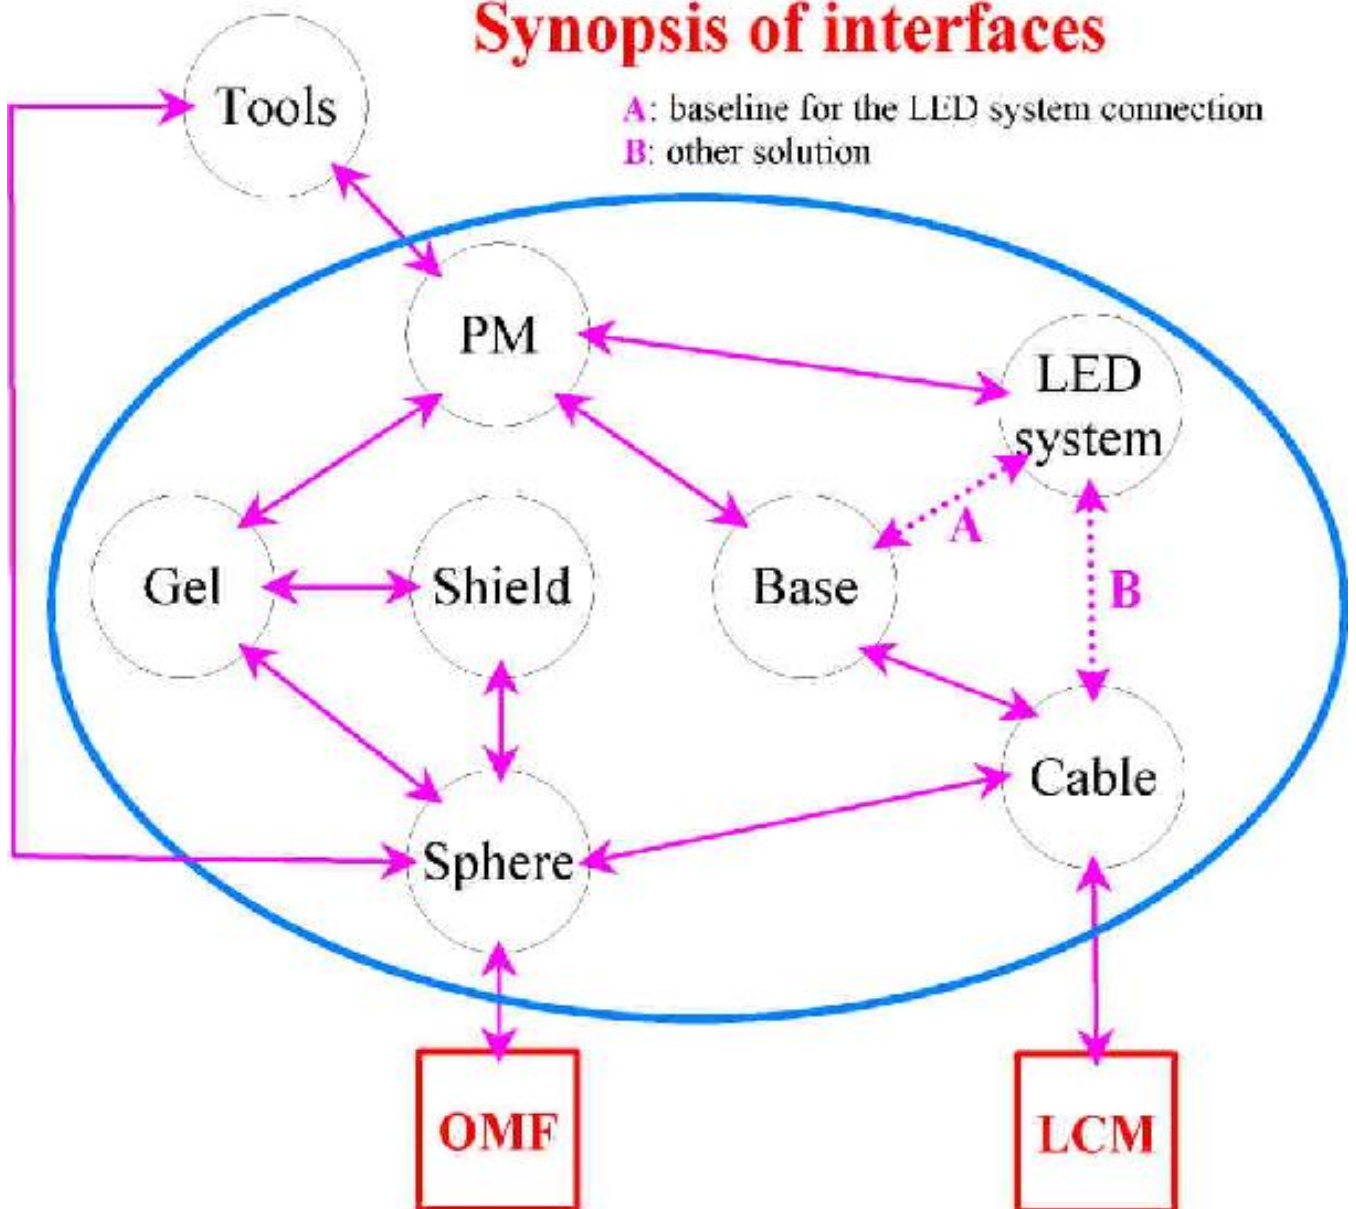 Synopsis of interfaces
Tools
A: baseline for the LED system connection
B: other solution
PM
LED
system
A
Gel
Shield
Base
B
Cable
Sphere
OMF
LCM